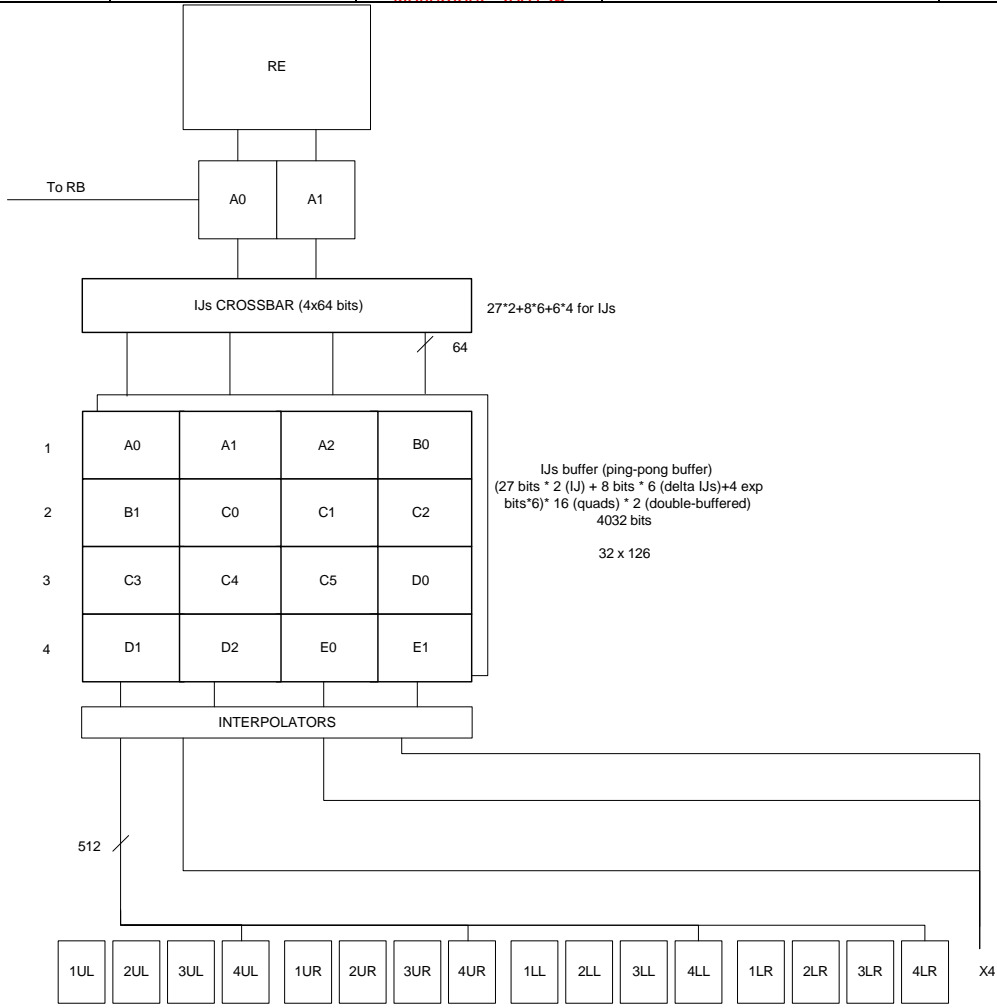 RE
To RB
A0 A1
IJs CROSSBAR (4x64 bits)
27*2+8*6+6*4 for IJs
64
1 A0 A1 A2 B0
2 B1 C0 C1 C2
3 C3 C4 C5 D0
4 D1 D2 E0 E1
IJs buffer (ping-pong buffer)
(27 bits * 2 (IJ) + 8 bits * 6 (delta IJs)+4 exp
bits*6)* 16 (quads) * 2 (double-buffered)
4032 bits
32 x 126
INTERPOLATORS
512
1UL 2UL 3UL 4UL 1UR 2UR 3UR 4UR 1LL 2LL 3LL 4LL 1LR 2LR 3LR 4LR X4